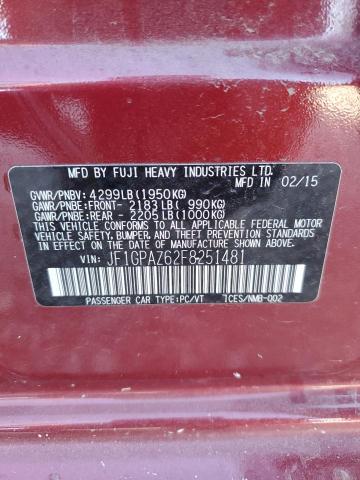 MFD BY FUJI HEAVY INDUSTRIES LTD.
MFD IN 02/15
GVWR/PNBV: 4299LB(1950KG)
GAWR/PNBE:FRONT- 2183LB( 990KG)
GAWR/PNBE:REAR - 2205LB(1000KG)
THIS VEHICLE CONFORMS TO ALL APPLICABLE FEDERAL MOTOR
VEHICLE SAFETY, BUMPER, AND THEFT PREVENTION STANDARDS
IN EFFECT ON THE DATE OF MANUFACTURE SHOWN ABOVE.
VIN: JF1GPAZ62F8251481
PASSENGER CAR TYPE:PC/VT ICES/NMB-002